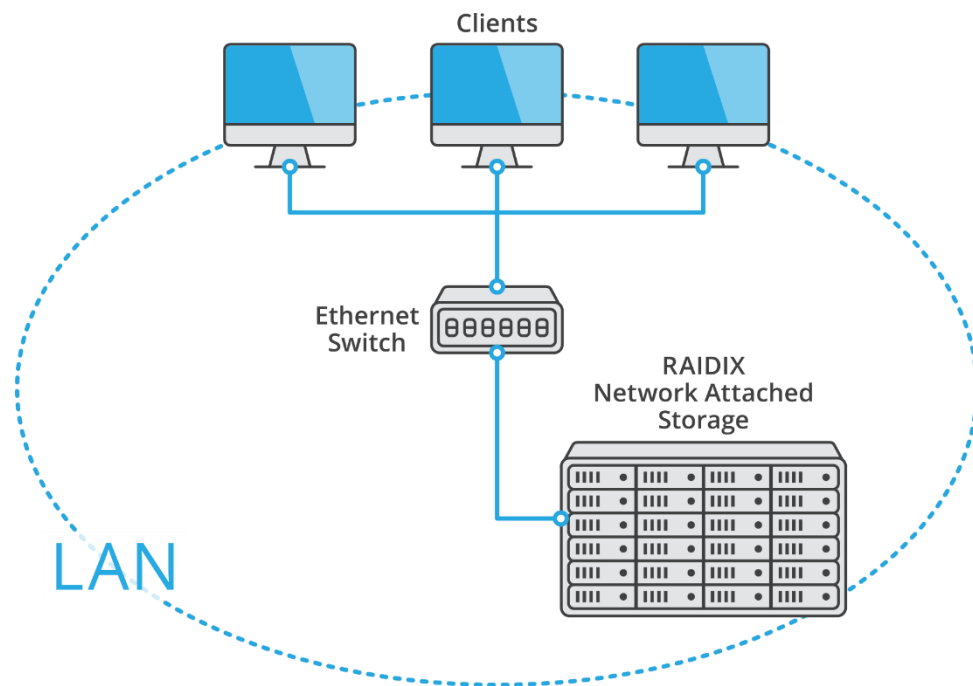 Clients
Ethernet
Switch
RAIDIX
Network Attached
Storage
LAN